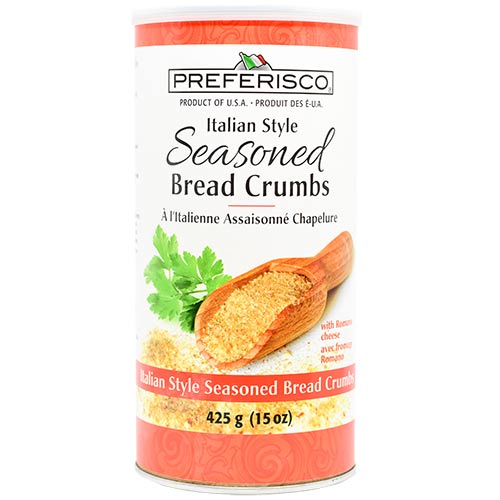 PREFERISCO
PRODUCT OF U.S.A. • PRODUIT DES É-U.A.
Italian Style
Seasoned
Bread Crumbs
À l'Italienne Assaisonné Chapelure
with Romano
cheese
avec fromage
Romano
Italian Style Seasoned Bread Crumbs
425 g (15 oz)